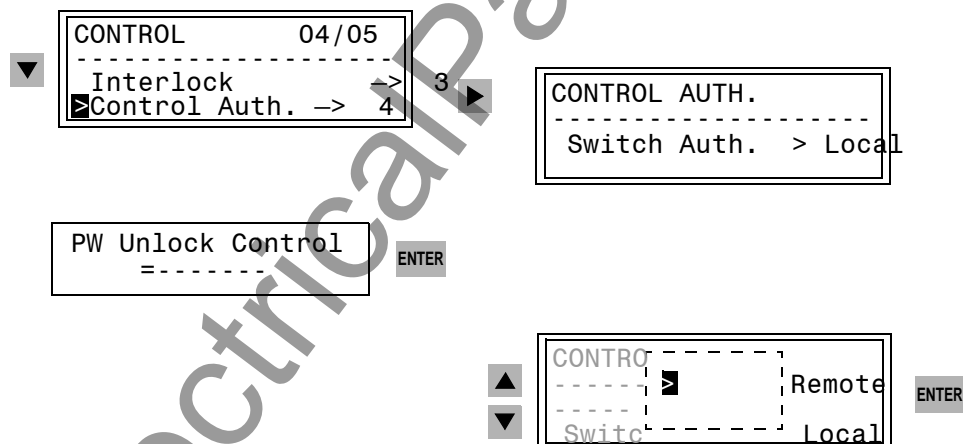 CONTROL 04/05
---------------------
Interlock —> 3
>Control Auth. —> 4
CONTROL AUTH.
--------------------
Switch Auth. > Local
PW Unlock Control
=-------
ENTER
CONTRO
------ > Remote
-----
Switc Local
ENTER